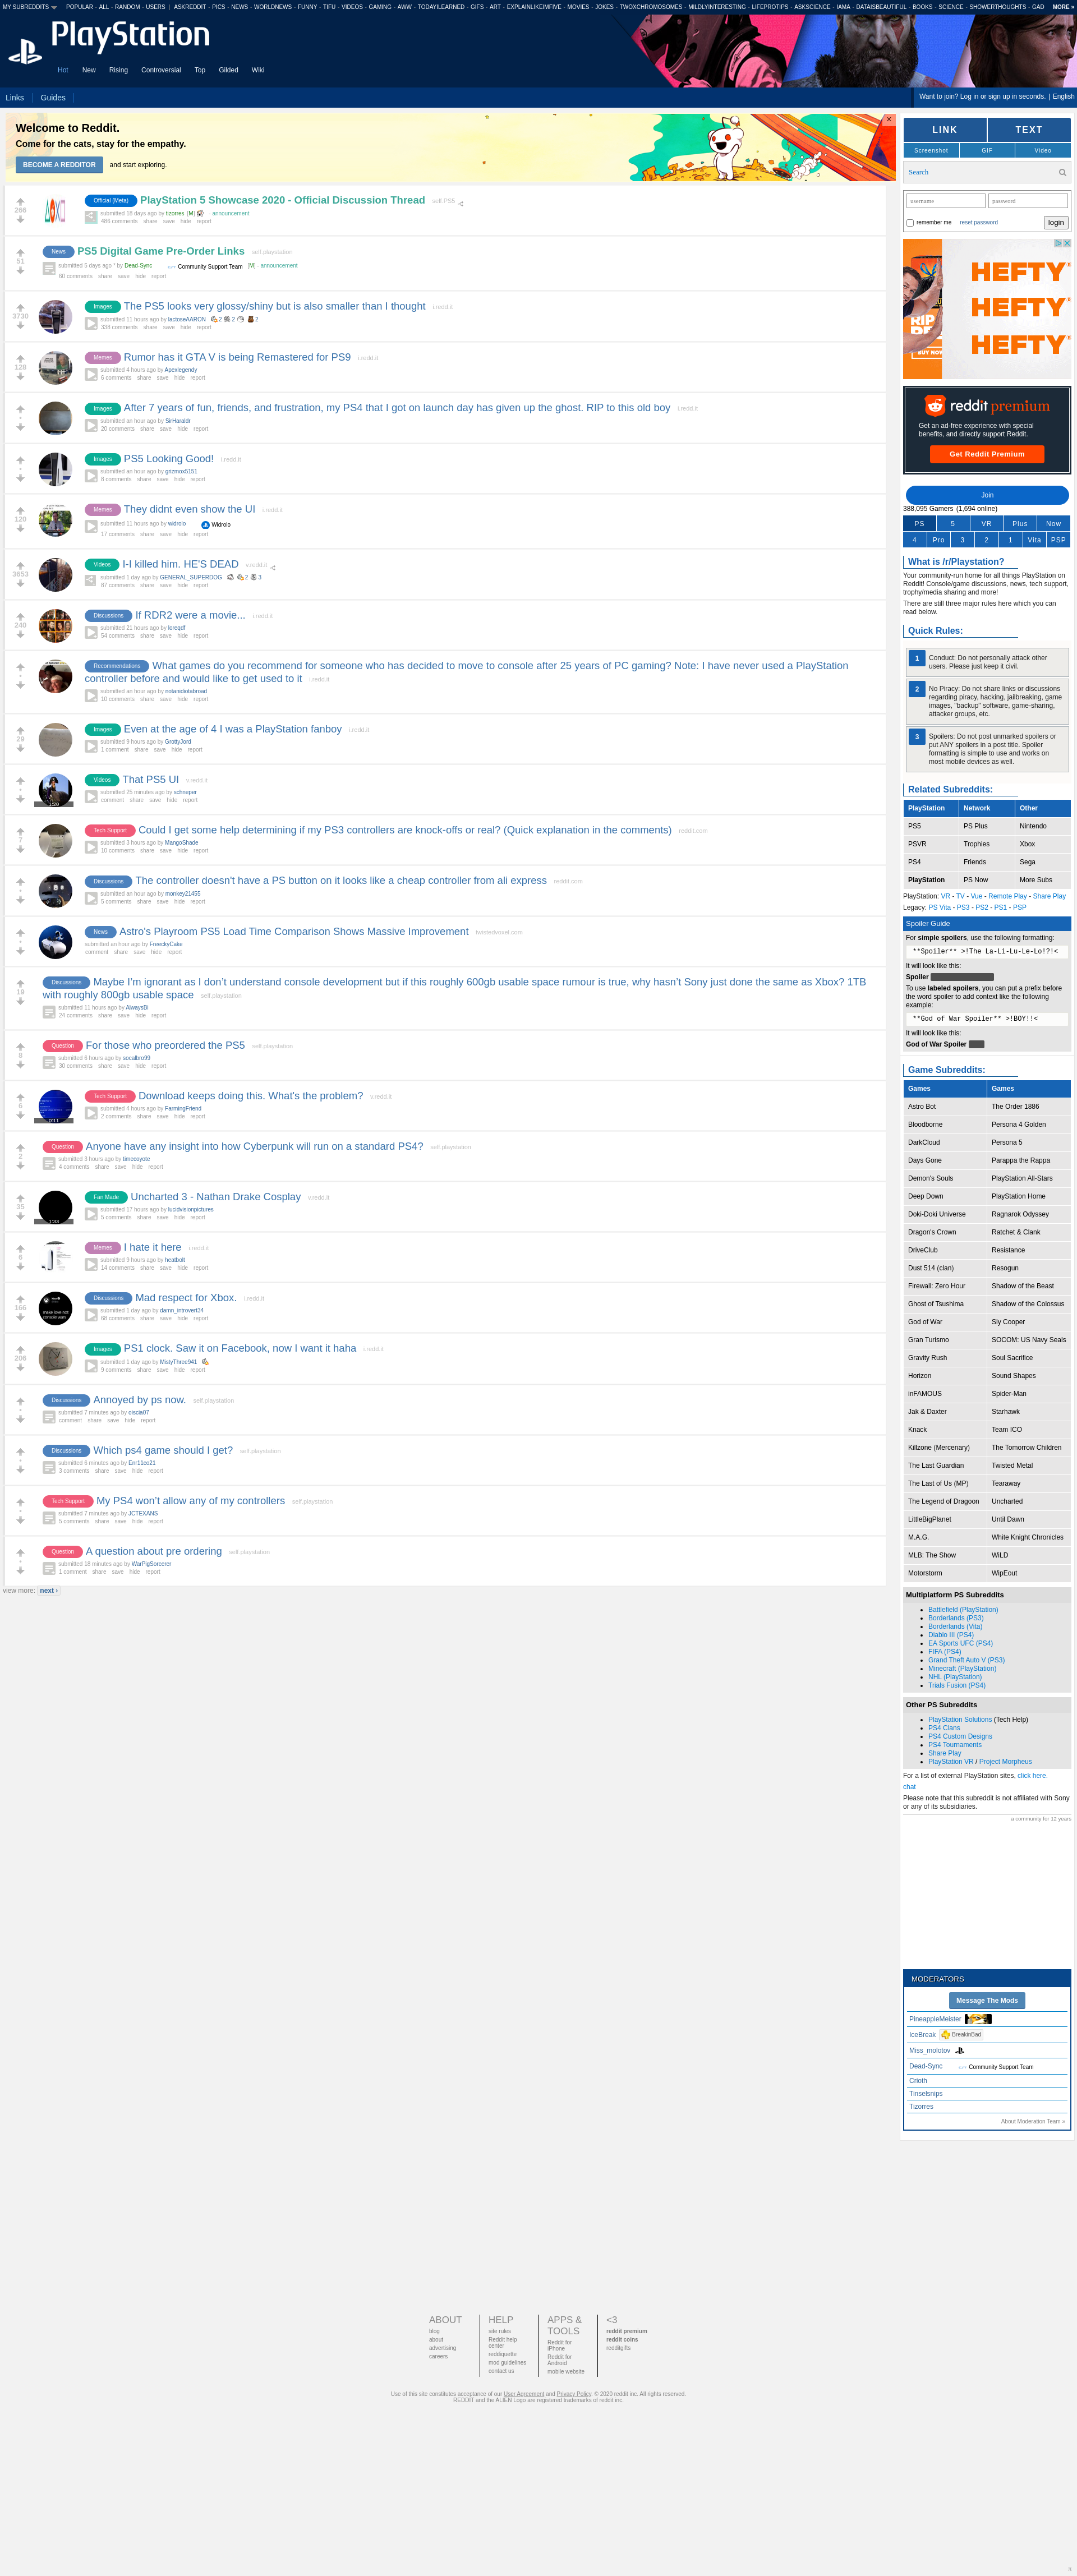 MY SUBREDDITS POPULAR - ALL - RANDOM - USERS | ASKREDDIT - PICS - NEWS - WORLDNEWS - FUNNY - TIFU - VIDEOS - GAMING - AWW - TODAYILEARNED - GIFS - ART - EXPLAINLIKEIMFIVE - MOVIES - JOKES - TWOXCHROMOSOMES - MILDLYINTERESTING - LIFEPROTIPS - ASKSCIENCE - IAMA - DATAISBEAUTIFUL - BOOKS - SCIENCE - SHOWERTHOUGHTS - GAD MORE »
PlayStation
Hot New Rising Controversial Top Gilded Wiki
Links Guides
Want to join? Log in or sign up in seconds. | English
Welcome to Reddit.
Come for the cats, stay for the empathy.
BECOME A REDDITOR and start exploring.
266
Official (Meta) PlayStation 5 Showcase 2020 - Official Discussion Thread self.PS5
submitted 18 days ago by tizorres [M] - announcement
486 comments share save hide report
51
News PS5 Digital Game Pre-Order Links self.playstation
submitted 5 days ago * by Dead-Sync Community Support Team [M] - announcement
60 comments share save hide report
3730
Images The PS5 looks very glossy/shiny but is also smaller than I thought i.redd.it
submitted 11 hours ago by lactoseAARON 2 2 2
338 comments share save hide report
128
Memes Rumor has it GTA V is being Remastered for PS9 i.redd.it
submitted 4 hours ago by Apexlegendy
6 comments share save hide report
•
Images After 7 years of fun, friends, and frustration, my PS4 that I got on launch day has given up the ghost. RIP to this old boy i.redd.it
submitted an hour ago by SirHaraldr
20 comments share save hide report
•
Images PS5 Looking Good! i.redd.it
submitted an hour ago by grizmox5151
8 comments share save hide report
120
Memes They didnt even show the UI i.redd.it
submitted 11 hours ago by widrolo Widrolo
17 comments share save hide report
3653
Videos I-I killed him. HE'S DEAD v.redd.it
submitted 1 day ago by GENERAL_SUPERDOG 2 3
87 comments share save hide report
240
Discussions If RDR2 were a movie... i.redd.it
submitted 21 hours ago by loreqdf
54 comments share save hide report
•
Recommendations What games do you recommend for someone who has decided to move to console after 25 years of PC gaming? Note: I have never used a PlayStation
controller before and would like to get used to it i.redd.it
submitted an hour ago by notanidiotabroad
10 comments share save hide report
29
Images Even at the age of 4 I was a PlayStation fanboy i.redd.it
submitted 9 hours ago by GrottyJord
1 comment share save hide report
•
1:20
Videos That PS5 UI v.redd.it
submitted 25 minutes ago by schneper
comment share save hide report
7
Tech Support Could I get some help determining if my PS3 controllers are knock-offs or real? (Quick explanation in the comments) reddit.com
submitted 3 hours ago by MangoShade
10 comments share save hide report
•
Discussions The controller doesn't have a PS button on it looks like a cheap controller from ali express reddit.com
submitted an hour ago by monkey21455
5 comments share save hide report
•
News Astro's Playroom PS5 Load Time Comparison Shows Massive Improvement twistedvoxel.com
submitted an hour ago by FreeckyCake
comment share save hide report
19
Discussions Maybe I'm ignorant as I don't understand console development but if this roughly 600gb usable space rumour is true, why hasn't Sony just done the same as Xbox? 1TB
with roughly 800gb usable space self.playstation
submitted 11 hours ago by AlwaysBi
24 comments share save hide report
8
Question For those who preordered the PS5 self.playstation
submitted 6 hours ago by socalbro99
30 comments share save hide report
6
0:11
Tech Support Download keeps doing this. What's the problem? v.redd.it
submitted 4 hours ago by FarmingFriend
2 comments share save hide report
2
Question Anyone have any insight into how Cyberpunk will run on a standard PS4? self.playstation
submitted 3 hours ago by timecoyote
4 comments share save hide report
35
1:33
Fan Made Uncharted 3 - Nathan Drake Cosplay v.redd.it
submitted 17 hours ago by lucidvisionpictures
5 comments share save hide report
6
Memes I hate it here i.redd.it
submitted 9 hours ago by heatbolt
14 comments share save hide report
166
Discussions Mad respect for Xbox. i.redd.it
submitted 1 day ago by damn_introvert34
68 comments share save hide report
206
Images PS1 clock. Saw it on Facebook, now I want it haha i.redd.it
submitted 1 day ago by MistyThree941
9 comments share save hide report
•
Discussions Annoyed by ps now. self.playstation
submitted 7 minutes ago by oiscia07
comment share save hide report
•
Discussions Which ps4 game should I get? self.playstation
submitted 6 minutes ago by Enr11co21
3 comments share save hide report
•
Tech Support My PS4 won't allow any of my controllers self.playstation
submitted 7 minutes ago by JCTEXANS
5 comments share save hide report
•
Question A question about pre ordering self.playstation
submitted 18 minutes ago by WarPigSorcerer
1 comment share save hide report
view more: next ›
LINK TEXT
Screenshot GIF Video
Search
username password
remember me reset password login
HEFTY
HEFTY
HEFTY
BUY NOW
reddit premium
Get an ad-free experience with special
benefits, and directly support Reddit.
Get Reddit Premium
Join
388,095 Gamers (1,694 online)
PS 5 VR Plus Now
4 Pro 3 2 1 Vita PSP
What is /r/Playstation?
Your community-run home for all things PlayStation on
Reddit! Console/game discussions, news, tech support,
trophy/media sharing and more!
There are still three major rules here which you can
read below.
Quick Rules:
1 Conduct: Do not personally attack other
users. Please just keep it civil.
2 No Piracy: Do not share links or discussions
regarding piracy, hacking, jailbreaking, game
images, "backup" software, game-sharing,
attacker groups, etc.
3 Spoilers: Do not post unmarked spoilers or
put ANY spoilers in a post title. Spoiler
formatting is simple to use and works on
most mobile devices as well.
Related Subreddits:
PlayStation Network Other
PS5 PS Plus Nintendo
PSVR Trophies Xbox
PS4 Friends Sega
PlayStation PS Now More Subs
PlayStation: VR - TV - Vue - Remote Play - Share Play
Legacy: PS Vita - PS3 - PS2 - PS1 - PSP
Spoiler Guide
For simple spoilers, use the following formatting:
**Spoiler** >!The La-Li-Lu-Le-Lo!?!<
It will look like this:
Spoiler
To use labeled spoilers, you can put a prefix before
the word spoiler to add context like the following
example:
**God of War Spoiler** >!BOY!!<
It will look like this:
God of War Spoiler
Game Subreddits:
Games Games
Astro Bot The Order 1886
Bloodborne Persona 4 Golden
DarkCloud Persona 5
Days Gone Parappa the Rappa
Demon's Souls PlayStation All-Stars
Deep Down PlayStation Home
Doki-Doki Universe Ragnarok Odyssey
Dragon's Crown Ratchet & Clank
DriveClub Resistance
Dust 514 (clan) Resogun
Firewall: Zero Hour Shadow of the Beast
Ghost of Tsushima Shadow of the Colossus
God of War Sly Cooper
Gran Turismo SOCOM: US Navy Seals
Gravity Rush Soul Sacrifice
Horizon Sound Shapes
inFAMOUS Spider-Man
Jak & Daxter Starhawk
Knack Team ICO
Killzone (Mercenary) The Tomorrow Children
The Last Guardian Twisted Metal
The Last of Us (MP) Tearaway
The Legend of Dragoon Uncharted
LittleBigPlanet Until Dawn
M.A.G. White Knight Chronicles
MLB: The Show WiLD
Motorstorm WipEout
Multiplatform PS Subreddits
Battlefield (PlayStation)
Borderlands (PS3)
Borderlands (Vita)
Diablo III (PS4)
EA Sports UFC (PS4)
FIFA (PS4)
Grand Theft Auto V (PS3)
Minecraft (PlayStation)
NHL (PlayStation)
Trials Fusion (PS4)
Other PS Subreddits
PlayStation Solutions (Tech Help)
PS4 Clans
PS4 Custom Designs
PS4 Tournaments
Share Play
PlayStation VR / Project Morpheus
For a list of external PlayStation sites, click here.
chat
Please note that this subreddit is not affiliated with Sony
or any of its subsidiaries.
a community for 12 years
MODERATORS
Message The Mods
PineappleMeister
IceBreak BreakinBad
Miss_molotov
Dead-Sync Community Support Team
Crioth
Tinselsnips
Tizorres
About Moderation Team »
ABOUT
blog
about
advertising
careers
HELP
site rules
Reddit help
center
reddiquette
mod guidelines
contact us
APPS &
TOOLS
Reddit for
iPhone
Reddit for
Android
mobile website
<3
reddit premium
reddit coins
redditgifts
Use of this site constitutes acceptance of our User Agreement and Privacy Policy. © 2020 reddit inc. All rights reserved.
REDDIT and the ALIEN Logo are registered trademarks of reddit inc.